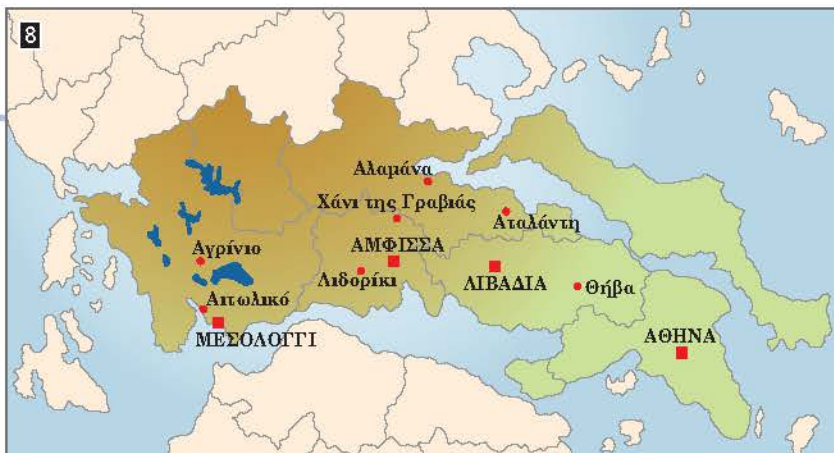 8
Αλαμάνα
Χάνι της Γραβιάς
Αταλάντη
Αγρίνιο
ΑΜΦΙΣΣΑ
Λιδορίκι
ΛΙΒΑΔΙΑ
Θήβα
Αιτωλικό
ΜΕΣΟΛΟΓΓΙ
ΑΘΗΝΑ